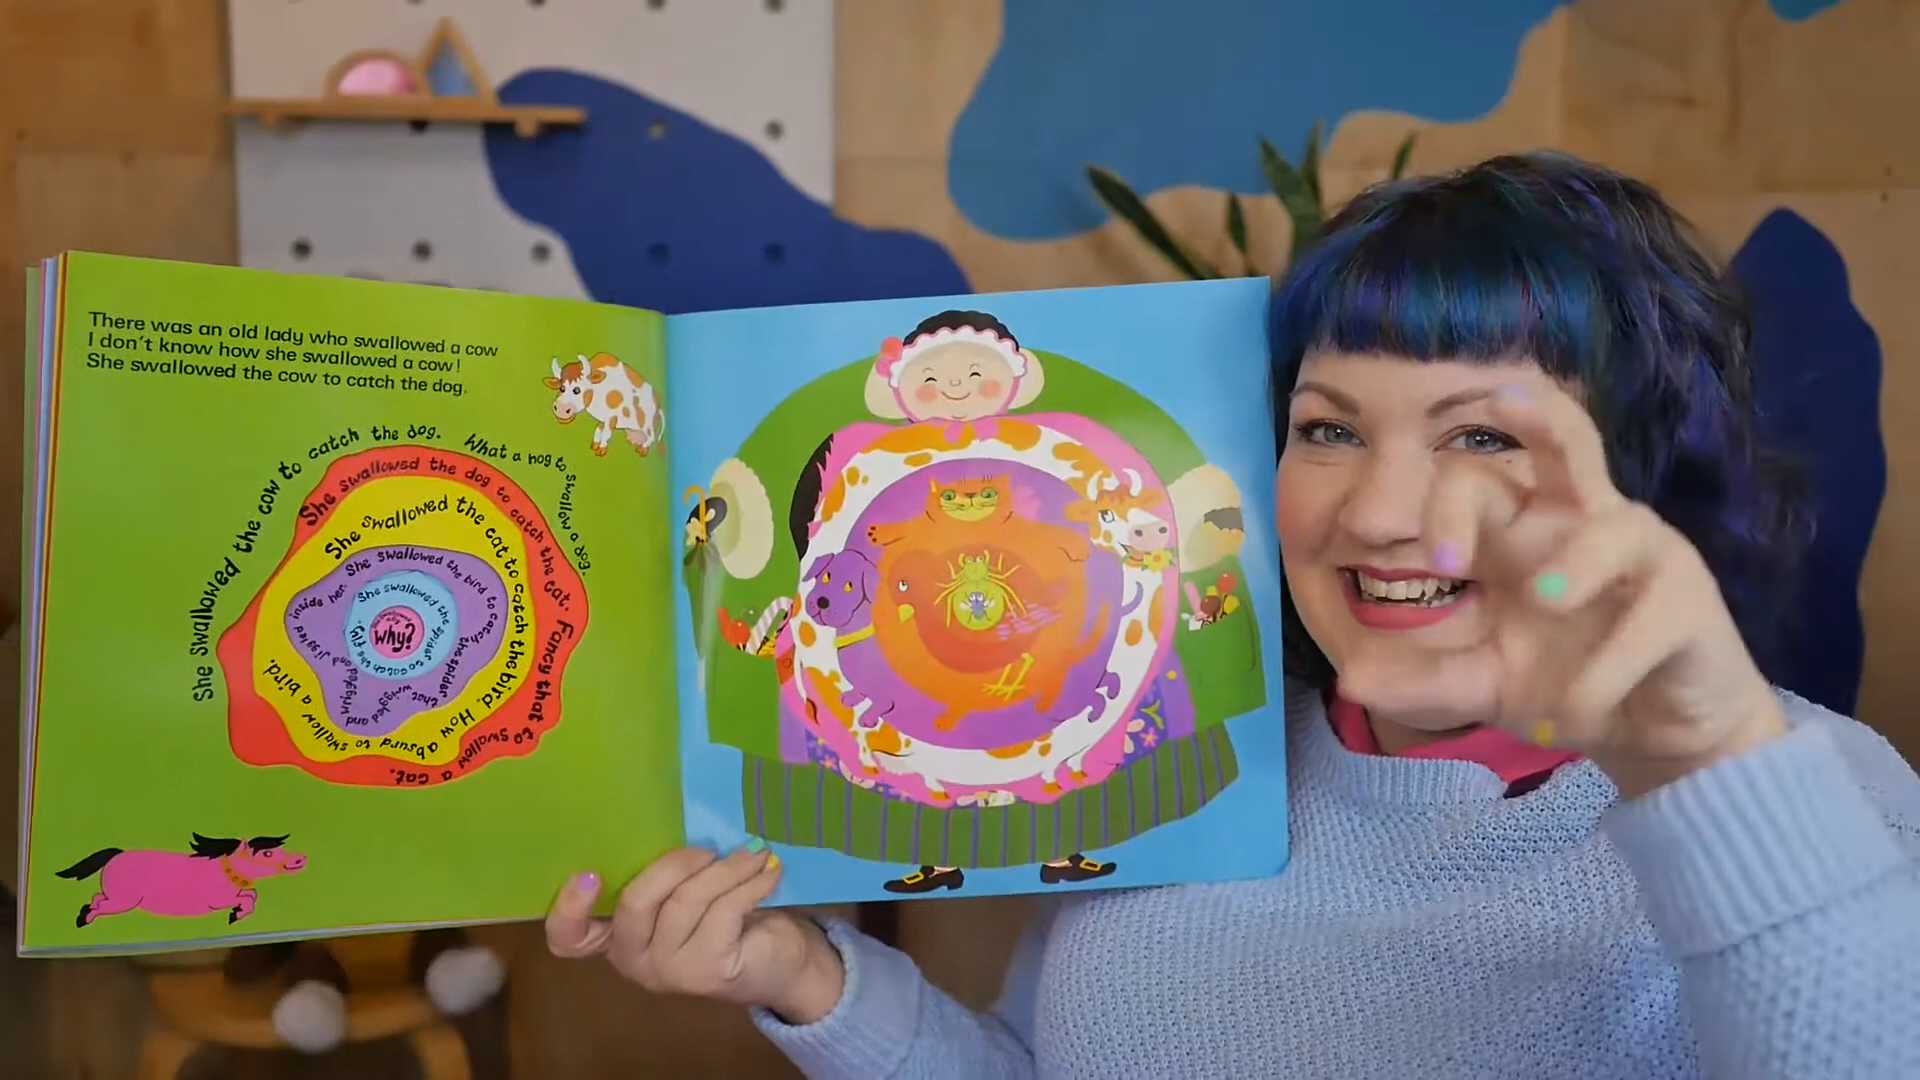 There was an old lady who swallowed a cow
I don't know how she swallowed a cow!
She swallowed the cow to catch the dog.
She swallowed the cow to catch the dog. What a hog to swallow a dog.
She swallowed the dog to catch the cat. Fancy that to swallow a cat.
She swallowed the cat to catch the bird. How absurd to swallow a bird.
She swallowed the bird to catch the spider that wriggled and wriggled and jiggled inside her.
She swallowed the spider to catch the fly.
why?